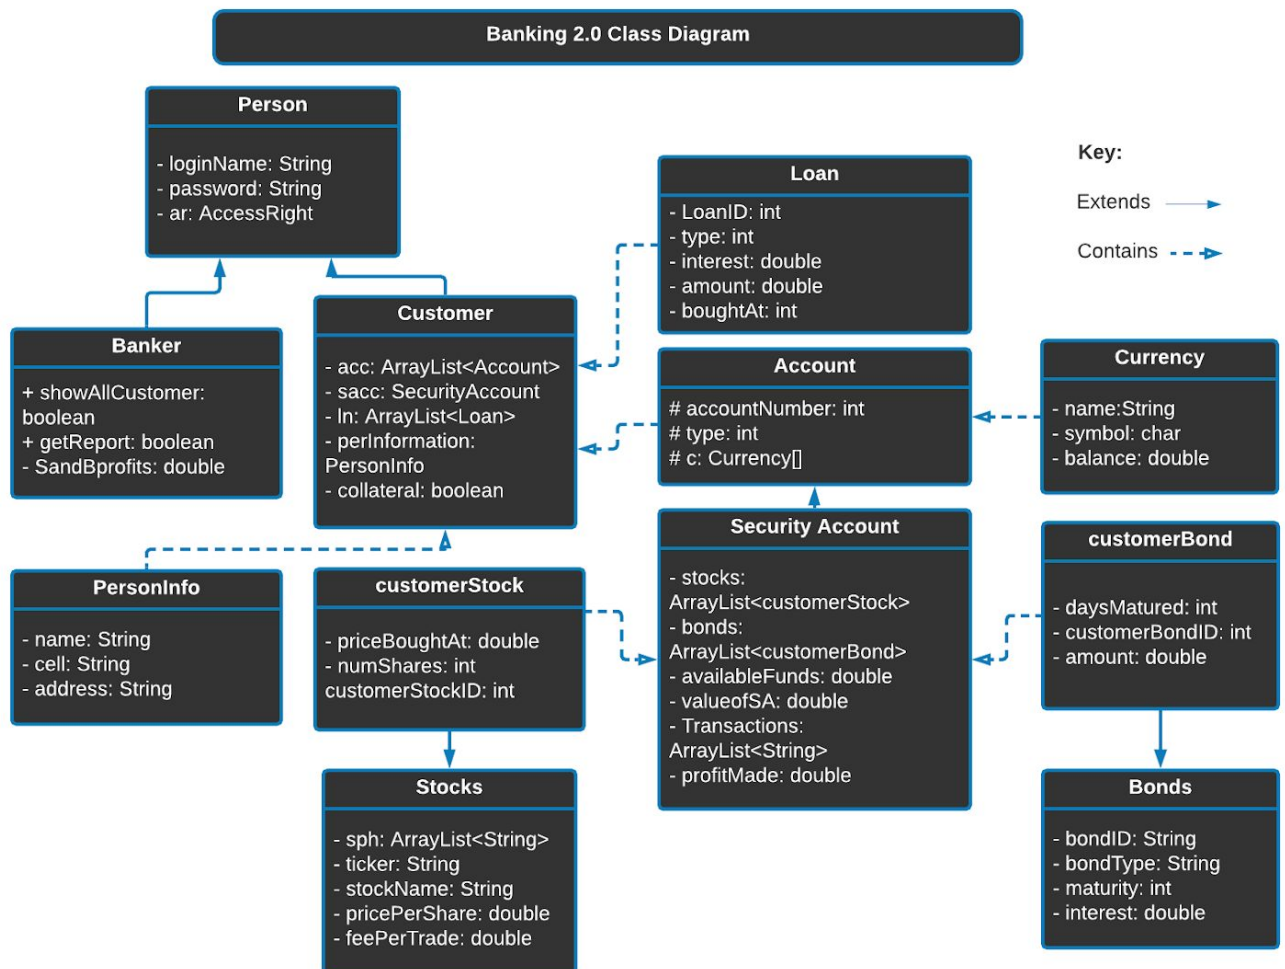 Banking 2.0 Class Diagram
Person
- loginName: String
- password: String
- ar: AccessRight
Key:
Extends
Contains
Loan
- LoanID: int
- type: int
- interest: double
- amount: double
- boughtAt: int
Banker
+ showAllCustomer:
boolean
+ getReport: boolean
- SandBprofits: double
Customer
- acc: ArrayList<Account>
- sacc: SecurityAccount
- ln: ArrayList<Loan>
- perInformation:
PersonInfo
- collateral: boolean
Account
# accountNumber: int
# type: int
# c: Currency[]
Currency
- name:String
- symbol: char
- balance: double
PersonInfo
- name: String
- cell: String
- address: String
customerStock
- priceBoughtAt: double
- numShares: int
customerStockID: int
Security Account
- stocks:
ArrayList<customerStock>
- bonds:
ArrayList<customerBond>
- availableFunds: double
- valueofSA: double
- Transactions:
ArrayList<String>
- profitMade: double
customerBond
- daysMatured: int
- customerBondID: int
- amount: double
Stocks
- sph: ArrayList<String>
- ticker: String
- stockName: String
- pricePerShare: double
- feePerTrade: double
Bonds
- bondID: String
- bondType: String
- maturity: int
- interest: double